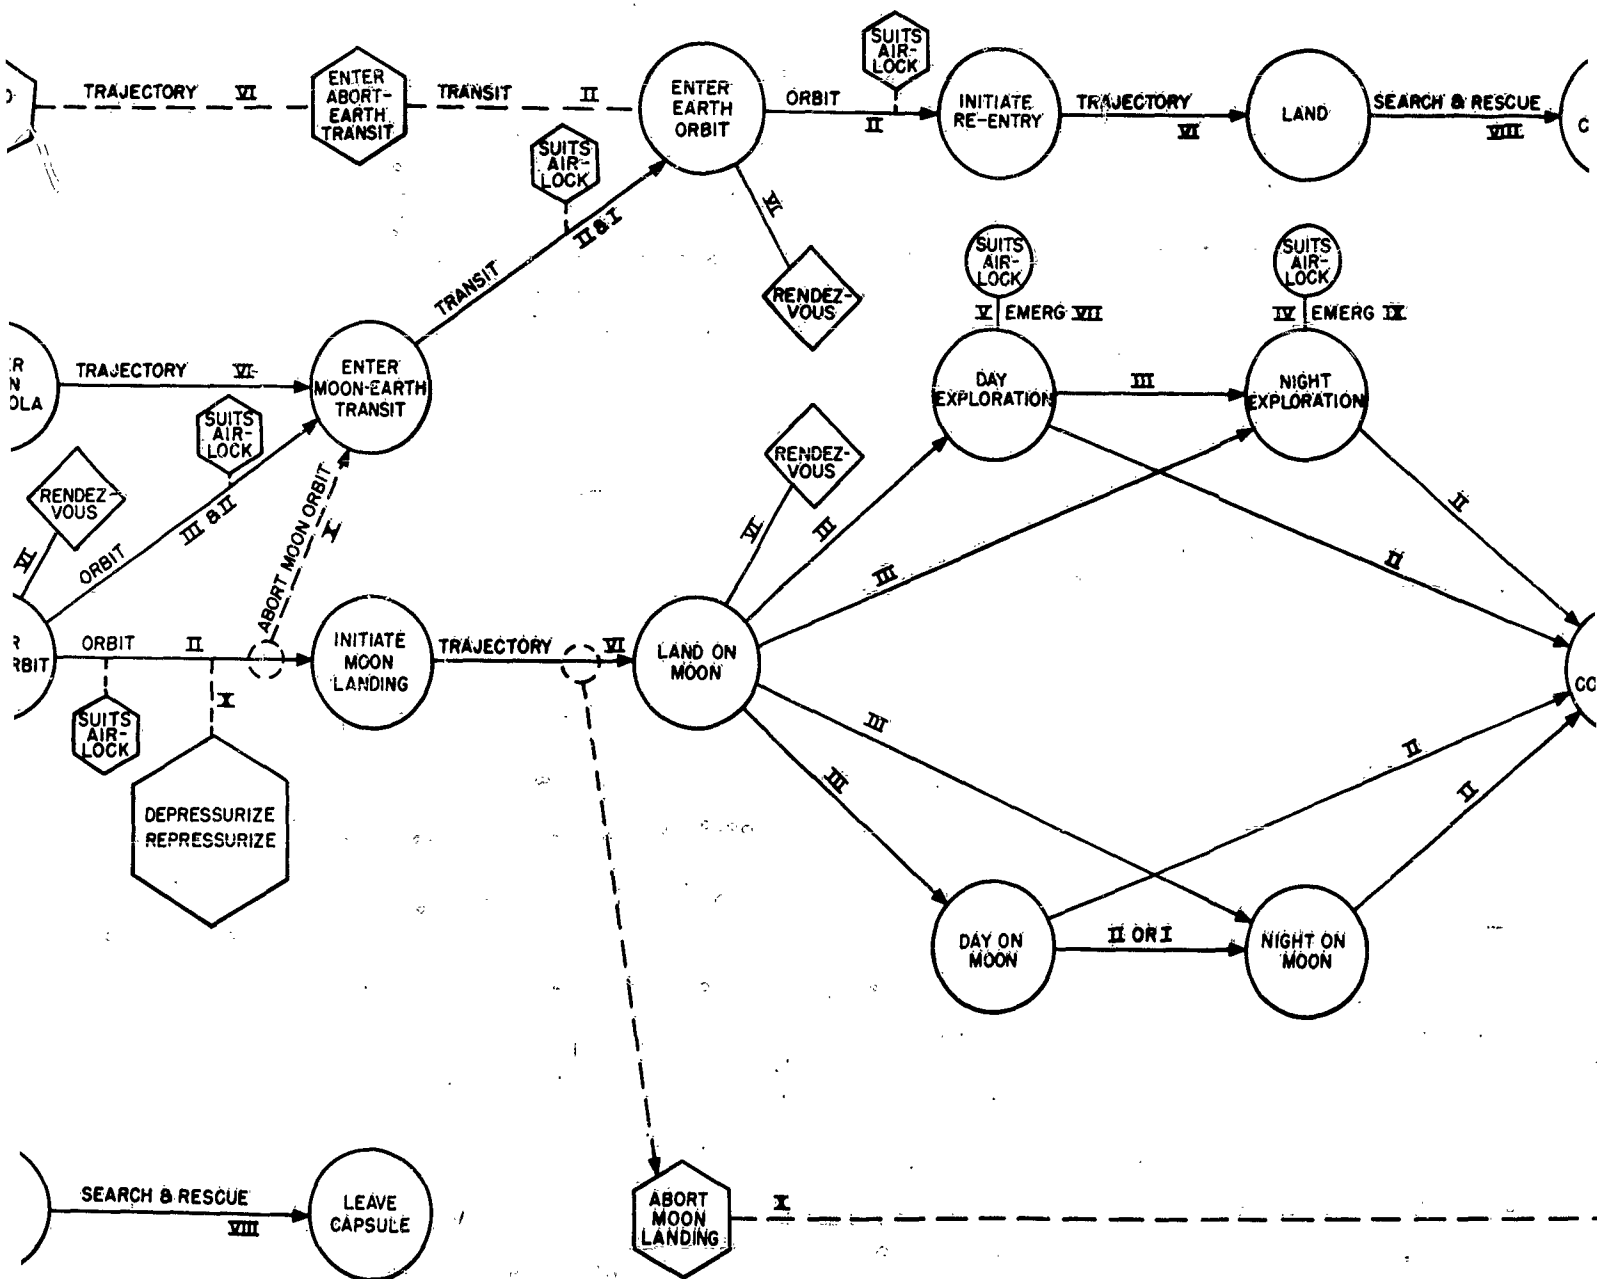 SUITS
AIR-
LOCK
TRAJECTORY VI
ENTER
ABORT-
EARTH
TRANSIT
TRANSIT II
ENTER
EARTH
ORBIT
ORBIT
II
INITIATE
RE-ENTRY
TRAJECTORY
VI
LAND
SEARCH & RESCUE
VIII
C
SUITS
AIR-
LOCK
TRANSIT
II & I
VI
RENDEZ-
VOUS
SUITS
AIR-
LOCK
V EMERG VII
SUITS
AIR-
LOCK
IV EMERG IX
ER
N
OLA
TRAJECTORY VI
ENTER
MOON-EARTH
TRANSIT
DAY
EXPLORATION
III
NIGHT
EXPLORATION
SUITS
AIR-
LOCK
RENDEZ-
VOUS
VI
ORBIT
III & II
ABORT MOON ORBIT
X
RENDEZ-
VOUS
VI
III
III
II
II
R
RBIT
ORBIT II
INITIATE
MOON
LANDING
TRAJECTORY VI
LAND ON
MOON
CO
SUITS
AIR-
LOCK
X
DEPRESSURIZE
REPRESSURIZE
III
III
II
II
DAY ON
MOON
II OR I
NIGHT ON
MOON
SEARCH & RESCUE
VIII
LEAVE
CAPSULE
ABORT
MOON
LANDING
X